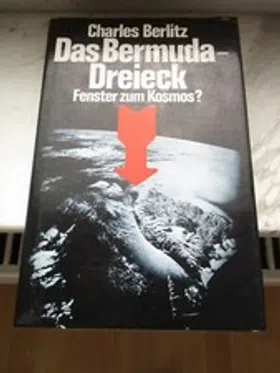 Charles Berlitz
Das Bermuda-
Dreieck
Fenster zum Kosmos?